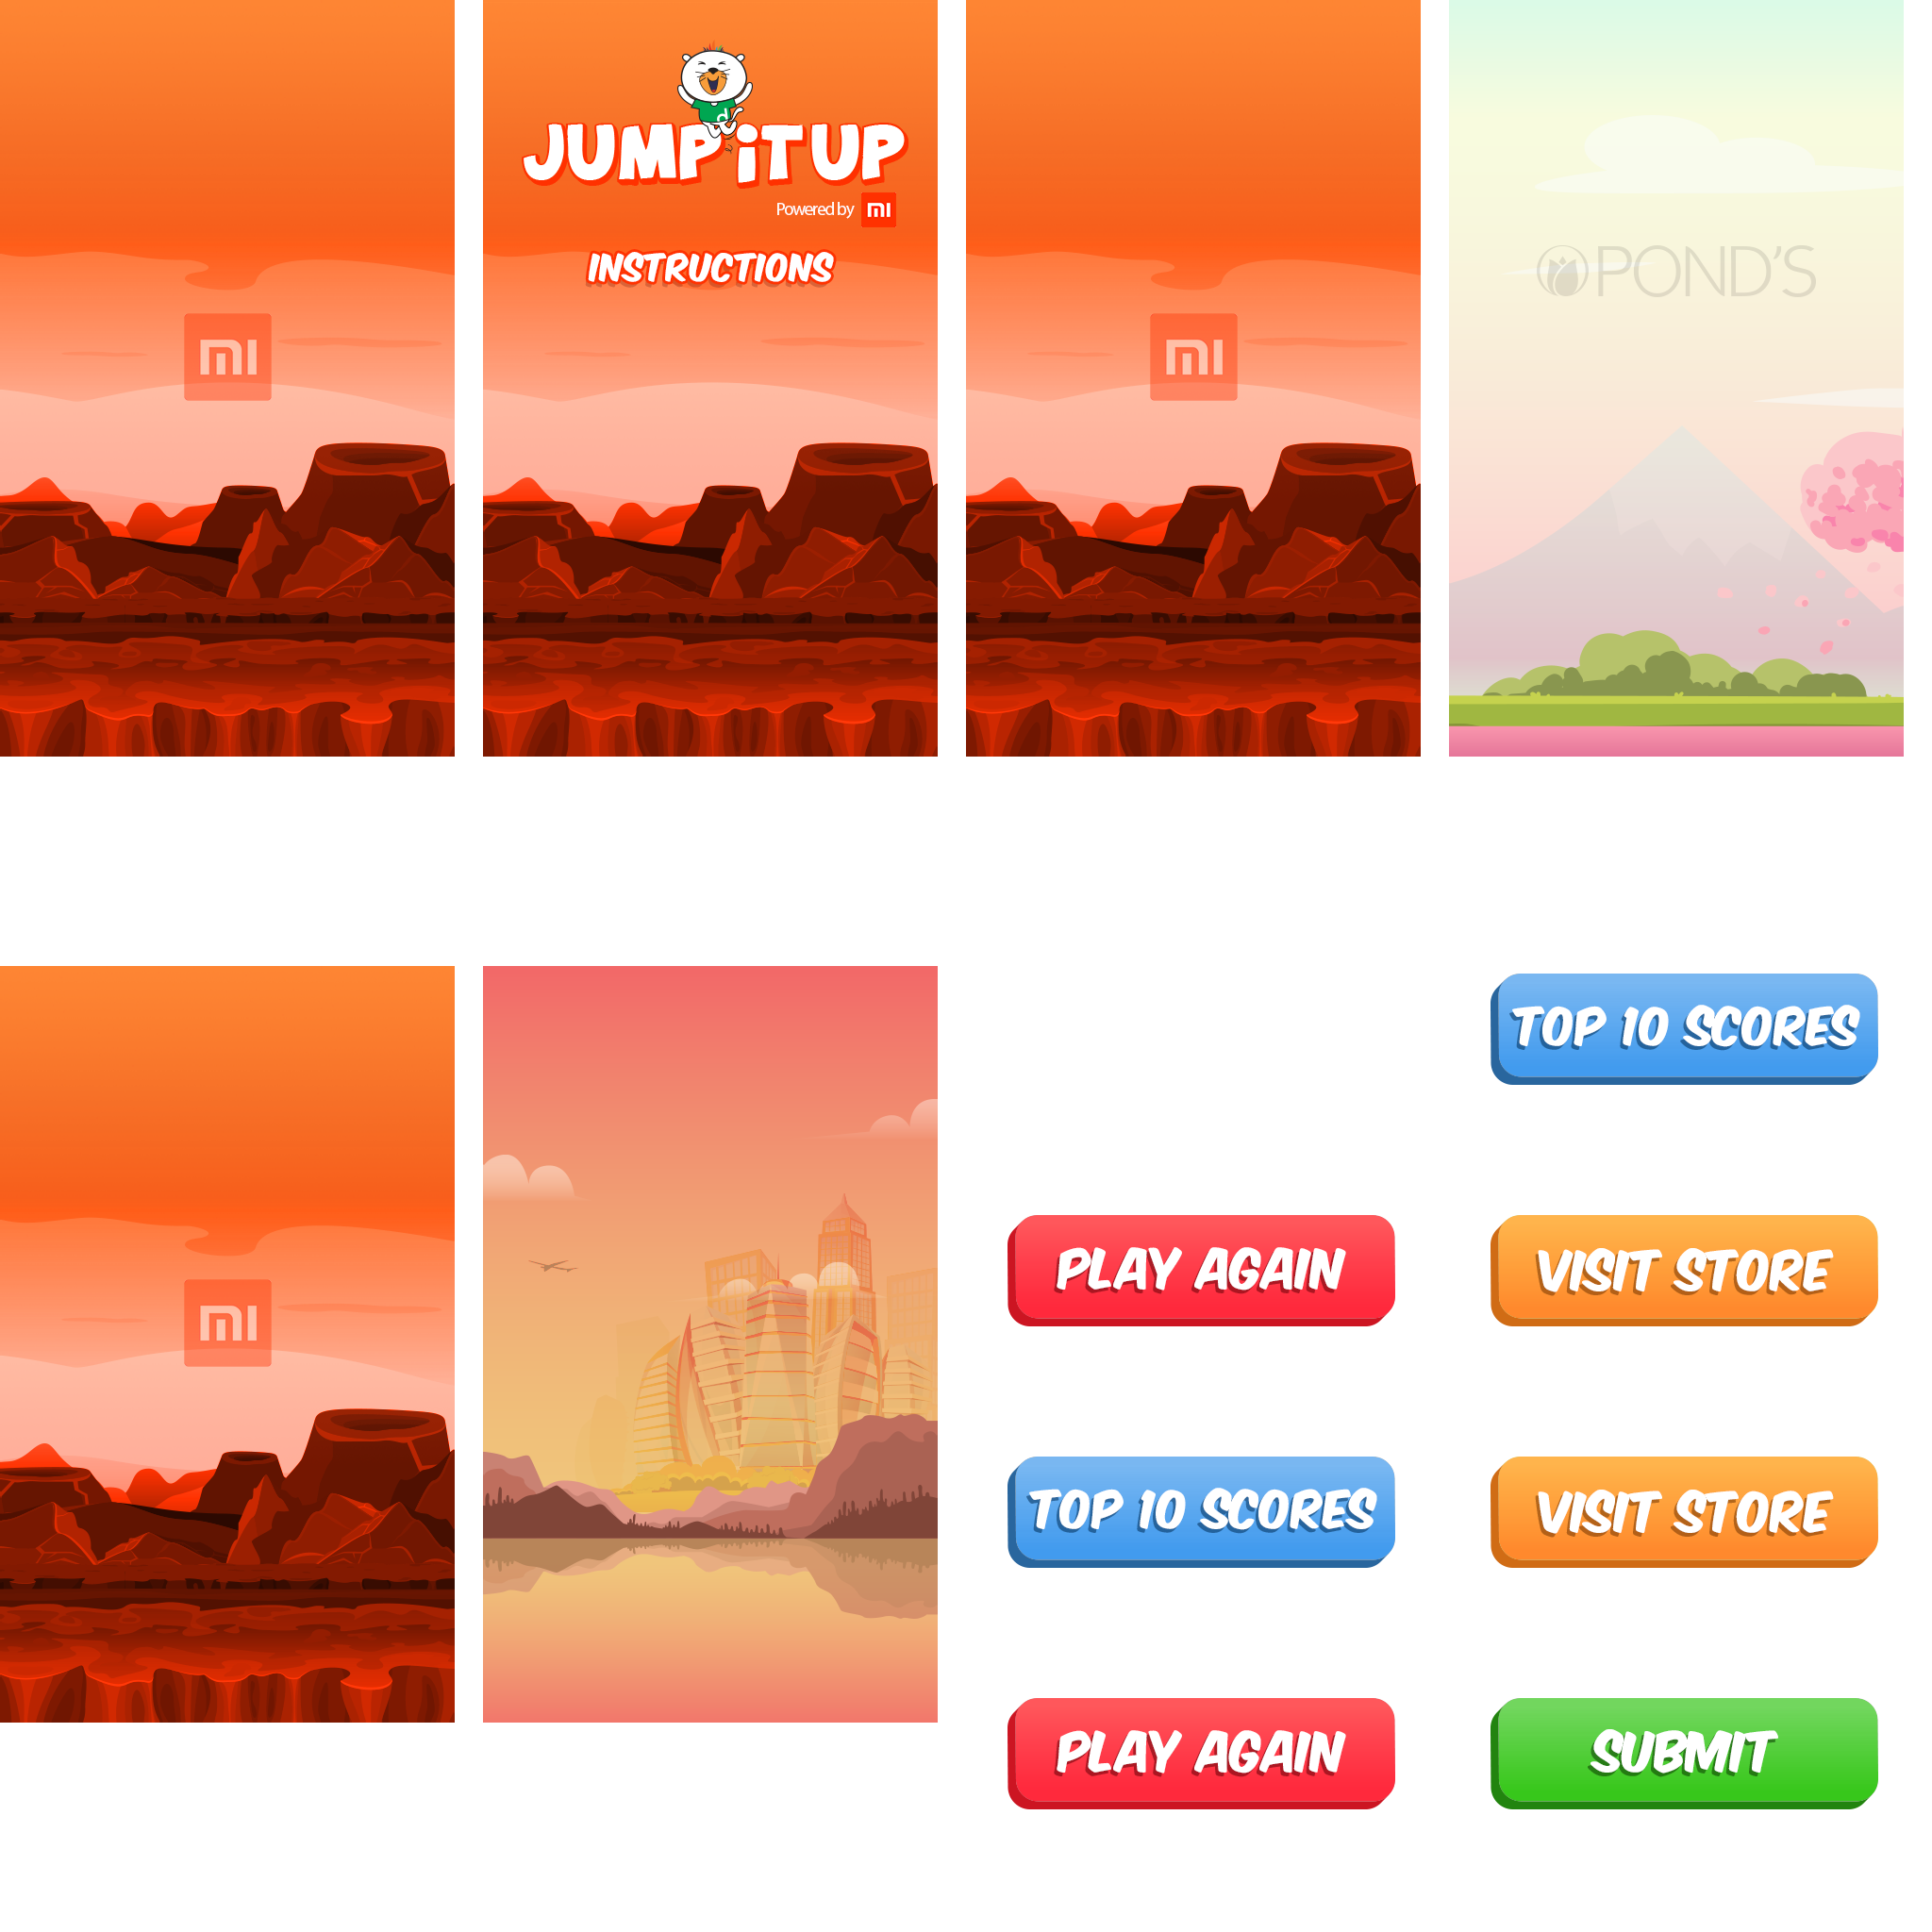 JUMP iT UP
Powered by mi
INSTRUCTIONS
mi
mi
POND'S
mi
TOP 10 SCORES
PLAY AGAIN
VISIT STORE
TOP 10 SCORES
VISIT STORE
PLAY AGAIN
SUBMIT